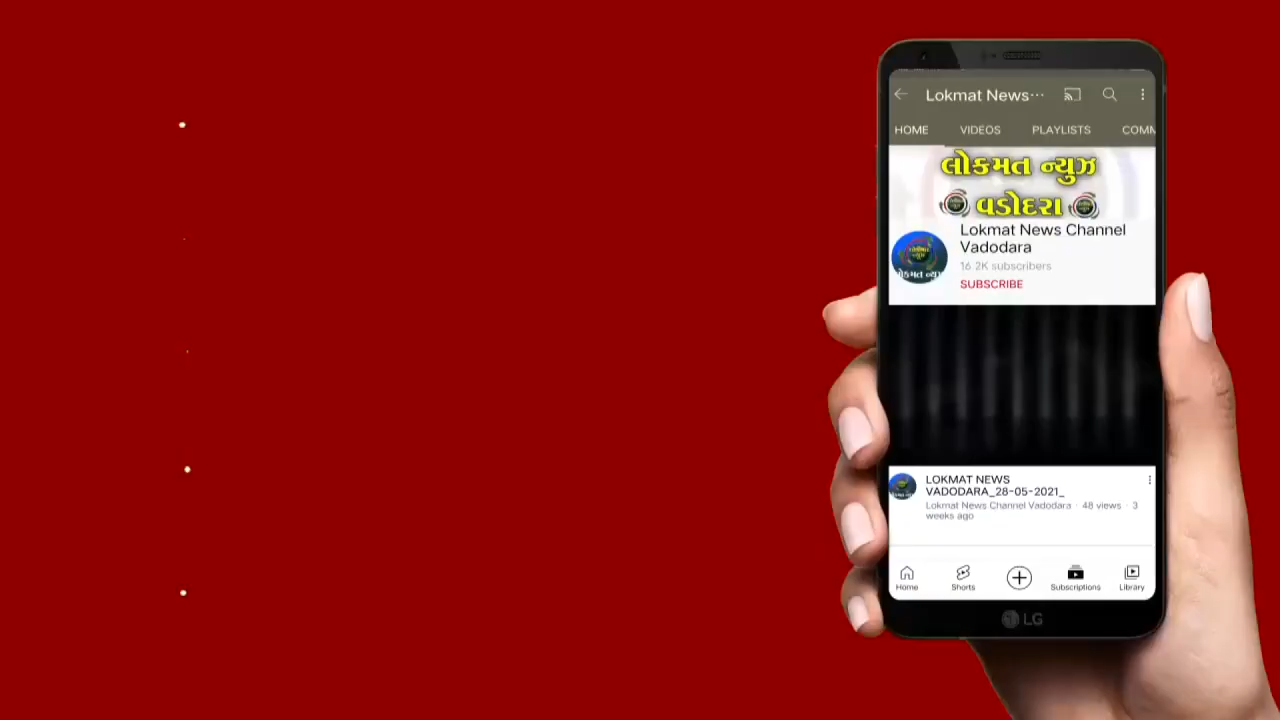 Lokmat News···
HOME VIDEOS PLAYLISTS COMM
લોકમત ન્યુઝ
વડોદરા
Lokmat News Channel
Vadodara
16.2K subscribers
SUBSCRIBE
LOKMAT NEWS
VADODARA_28-05-2021_
Lokmat News Channel Vadodara · 48 views · 3
weeks ago
Home Shorts Subscriptions Library
LG